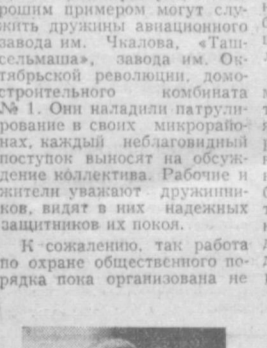 рошим примером могут слу-
жить дружины авиационного
завода им. Чкалова, «Таш-
сельмаша», завода им. Ок-
тябрьской революции, домо-
строительного комбината
№ 1. Они наладили патрули-
рование в своих микрорайо-
нах, каждый неблаговидный
поступок выносят на обсуж-
дение коллектива. Рабочие и
жители уважают дружинни-
ков, видят в них надежных
защитников их покоя.
К сожалению, так работа
по охране общественного по-
рядка пока организована не